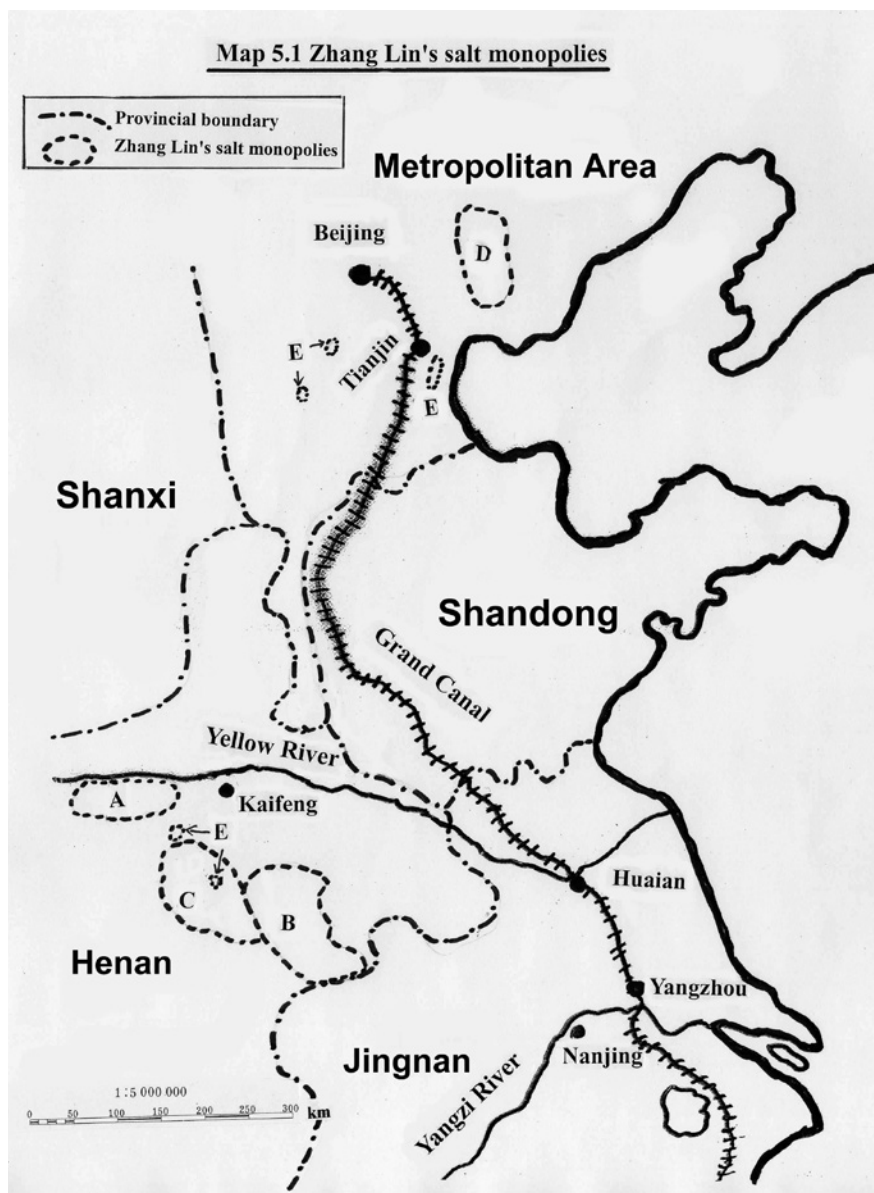 Map 5.1 Zhang Lin's salt monopolies
Provincial boundary
Zhang Lin's salt monopolies
Metropolitan Area
Beijing
D
E
Tianjin
E
Shanxi
Shandong
Grand Canal
Yellow River
A
Kaifeng
E
Huaian
C
B
Henan
Yangzhou
Jingnan
Nanjing
Yangzi River
1:5 000 000
0 50 100 150 200 250 300 km